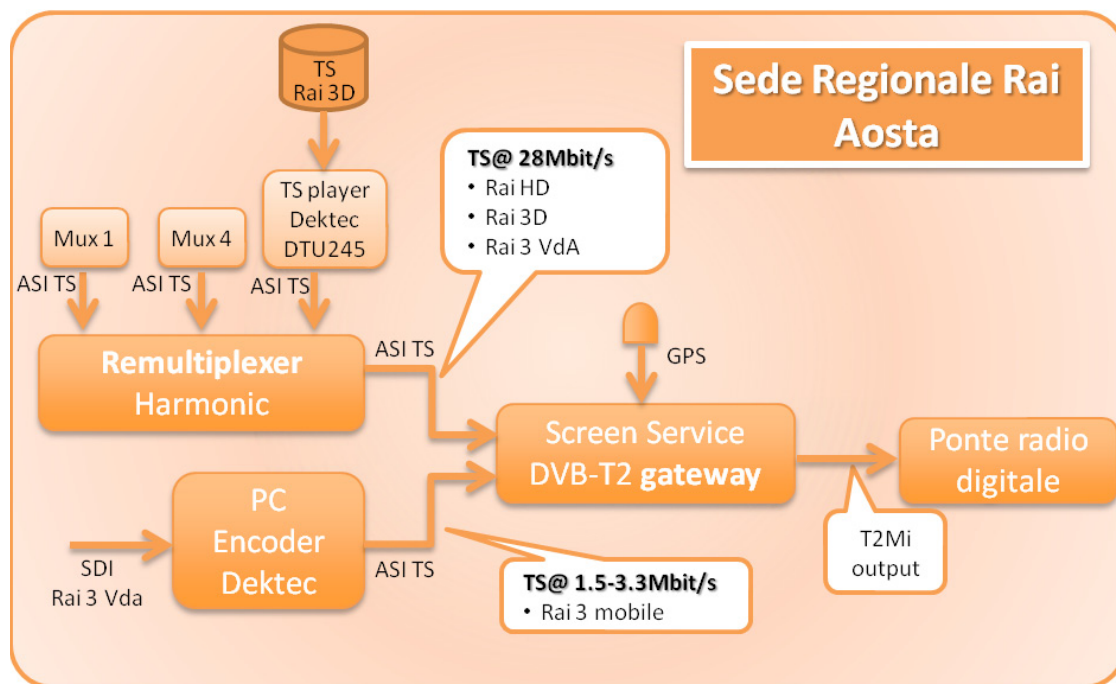 Sede Regionale Rai
Aosta
TS
Rai 3D
TS player
Dektec
DTU245
Mux 1
Mux 4
ASI TS
ASI TS
ASI TS
TS@ 28Mbit/s
• Rai HD
• Rai 3D
• Rai 3 VdA
Remultiplexer
Harmonic
ASI TS
GPS
Screen Service
DVB-T2 gateway
Ponte radio
digitale
T2Mi
output
PC
Encoder
Dektec
SDI
Rai 3 Vda
ASI TS
TS@ 1.5-3.3Mbit/s
• Rai 3 mobile